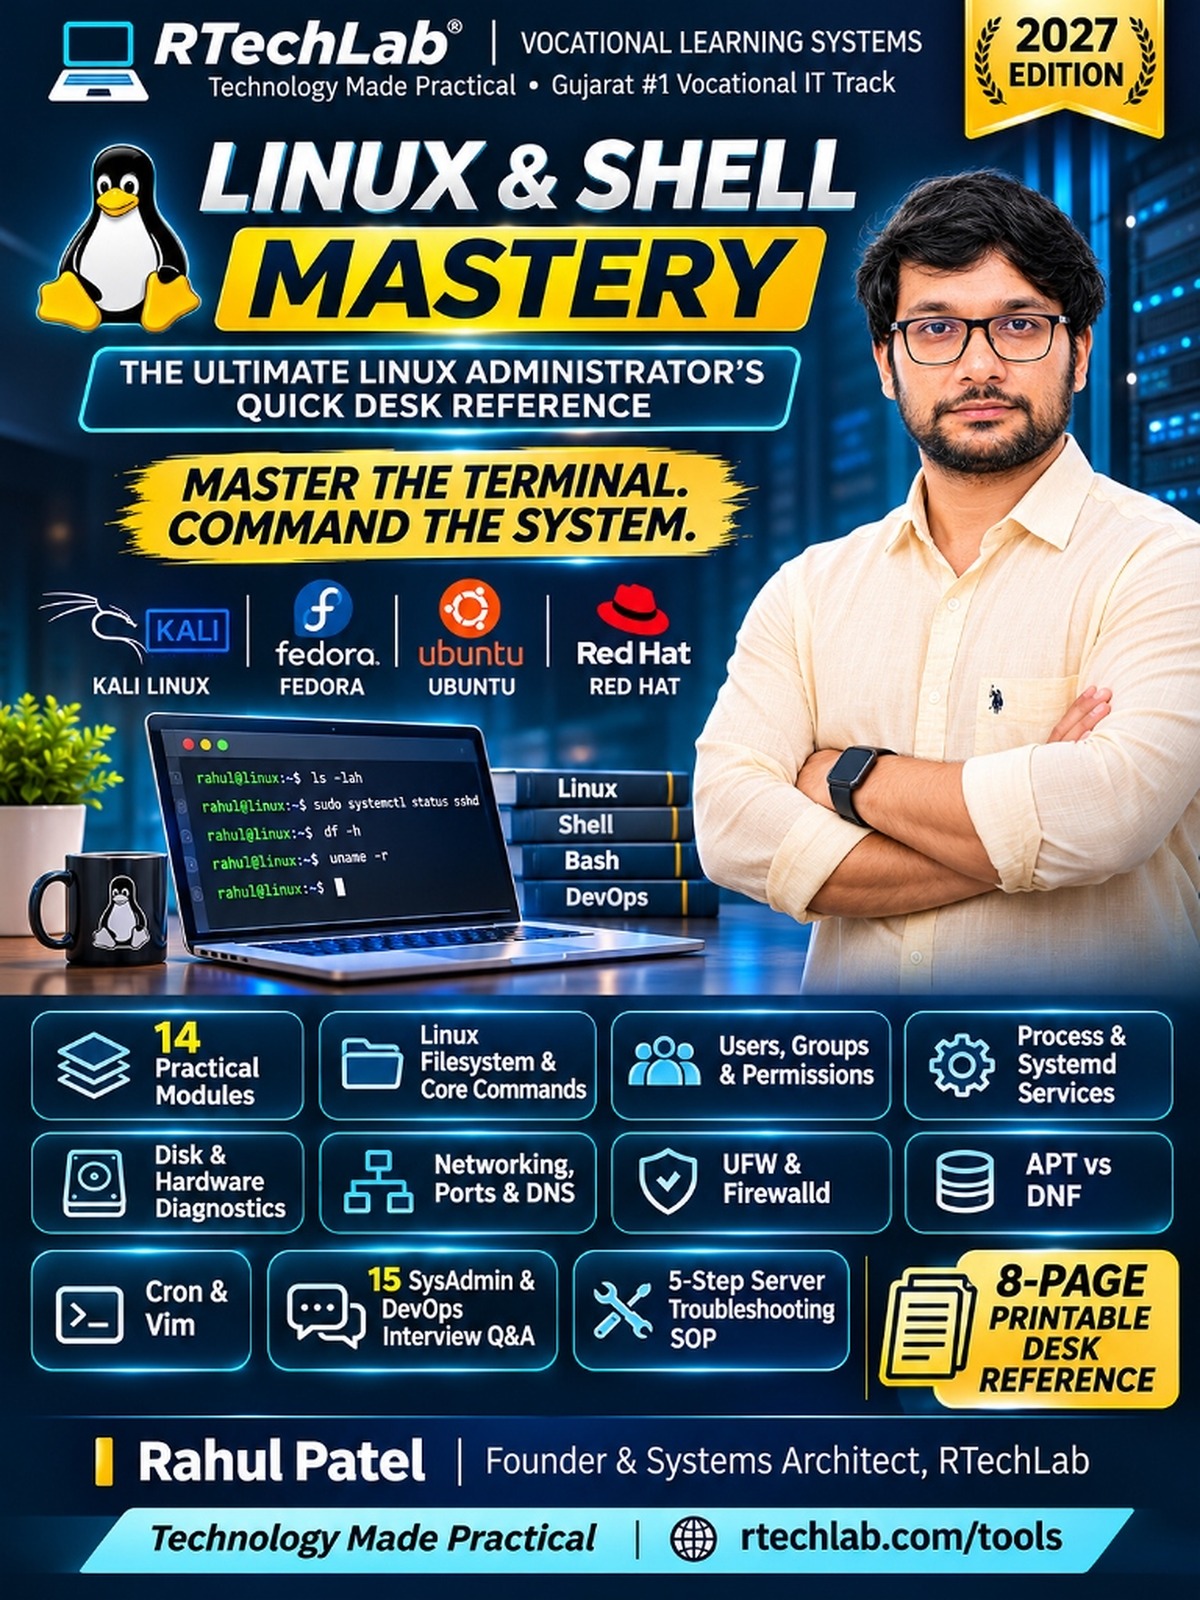 RTechLab®
VOCATIONAL LEARNING SYSTEMS
Technology Made Practical • Gujarat #1 Vocational IT Track
2027
EDITION
LINUX & SHELL
MASTERY
THE ULTIMATE LINUX ADMINISTRATOR'S
QUICK DESK REFERENCE
MASTER THE TERMINAL.
COMMAND THE SYSTEM.
KALI
KALI LINUX
fedora.
FEDORA
ubuntu
UBUNTU
Red Hat
RED HAT
rahul@linux:~$ ls -lah
rahul@linux:~$ sudo systemctl status sshd
rahul@linux:~$ df -h
rahul@linux:~$ uname -r
rahul@linux:~$
Linux
Shell
Bash
DevOps
14
Practical
Modules
Linux
Filesystem &
Core Commands
Users, Groups
& Permissions
Process &
Systemd
Services
Disk &
Hardware
Diagnostics
Networking,
Ports & DNS
UFW &
Firewalld
APT vs
DNF
Cron &
Vim
15 SysAdmin &
DevOps
Interview Q&A
5-Step Server
Troubleshooting
SOP
8-PAGE
PRINTABLE
DESK
REFERENCE
Rahul Patel
Founder & Systems Architect, RTechLab
Technology Made Practical
rtechlab.com/tools